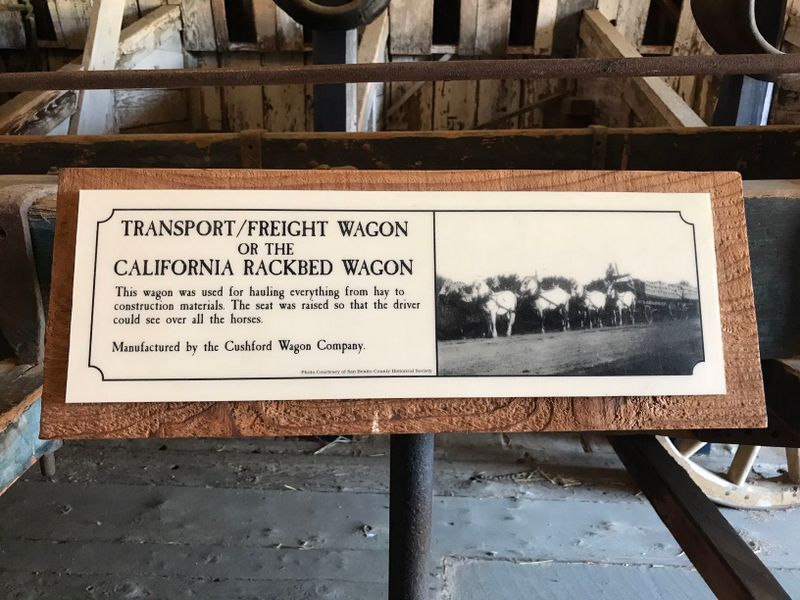 TRANSPORT/FREIGHT WAGON
OR THE
CALIFORNIA RACKBED WAGON
This wagon was used for hauling everything from hay to
construction materials. The seat was raised so that the driver
could see over all the horses.
Manufactured by the Cushford Wagon Company.
Photo Courtresy of San Benito County Historical Society